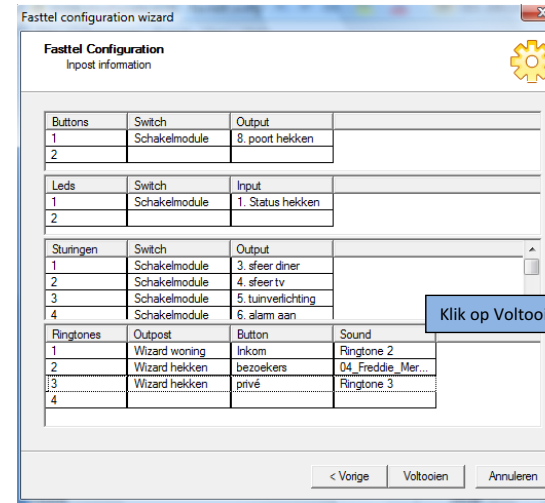 Fasttel configuration wizard
Fasttel Configuration
Inpost information
Buttons Switch Output
1 Schakelmodule 8. poort hekken
2
Leds Switch Input
1 Schakelmodule 1. Status hekken
2
Sturingen Switch Output
1 Schakelmodule 3. sfeer diner
2 Schakelmodule 4. sfeer tv
3 Schakelmodule 5. tuinverlichting
4 Schakelmodule 6. alarm aan
Klik op Voltoo
Ringtones Outpost Button Sound
1 Wizard woning Inkom Ringtone 2
2 Wizard hekken bezoekers 04_Freddie_Mer...
3 Wizard hekken privé Ringtone 3
4
< Vorige Voltooien Annuleren